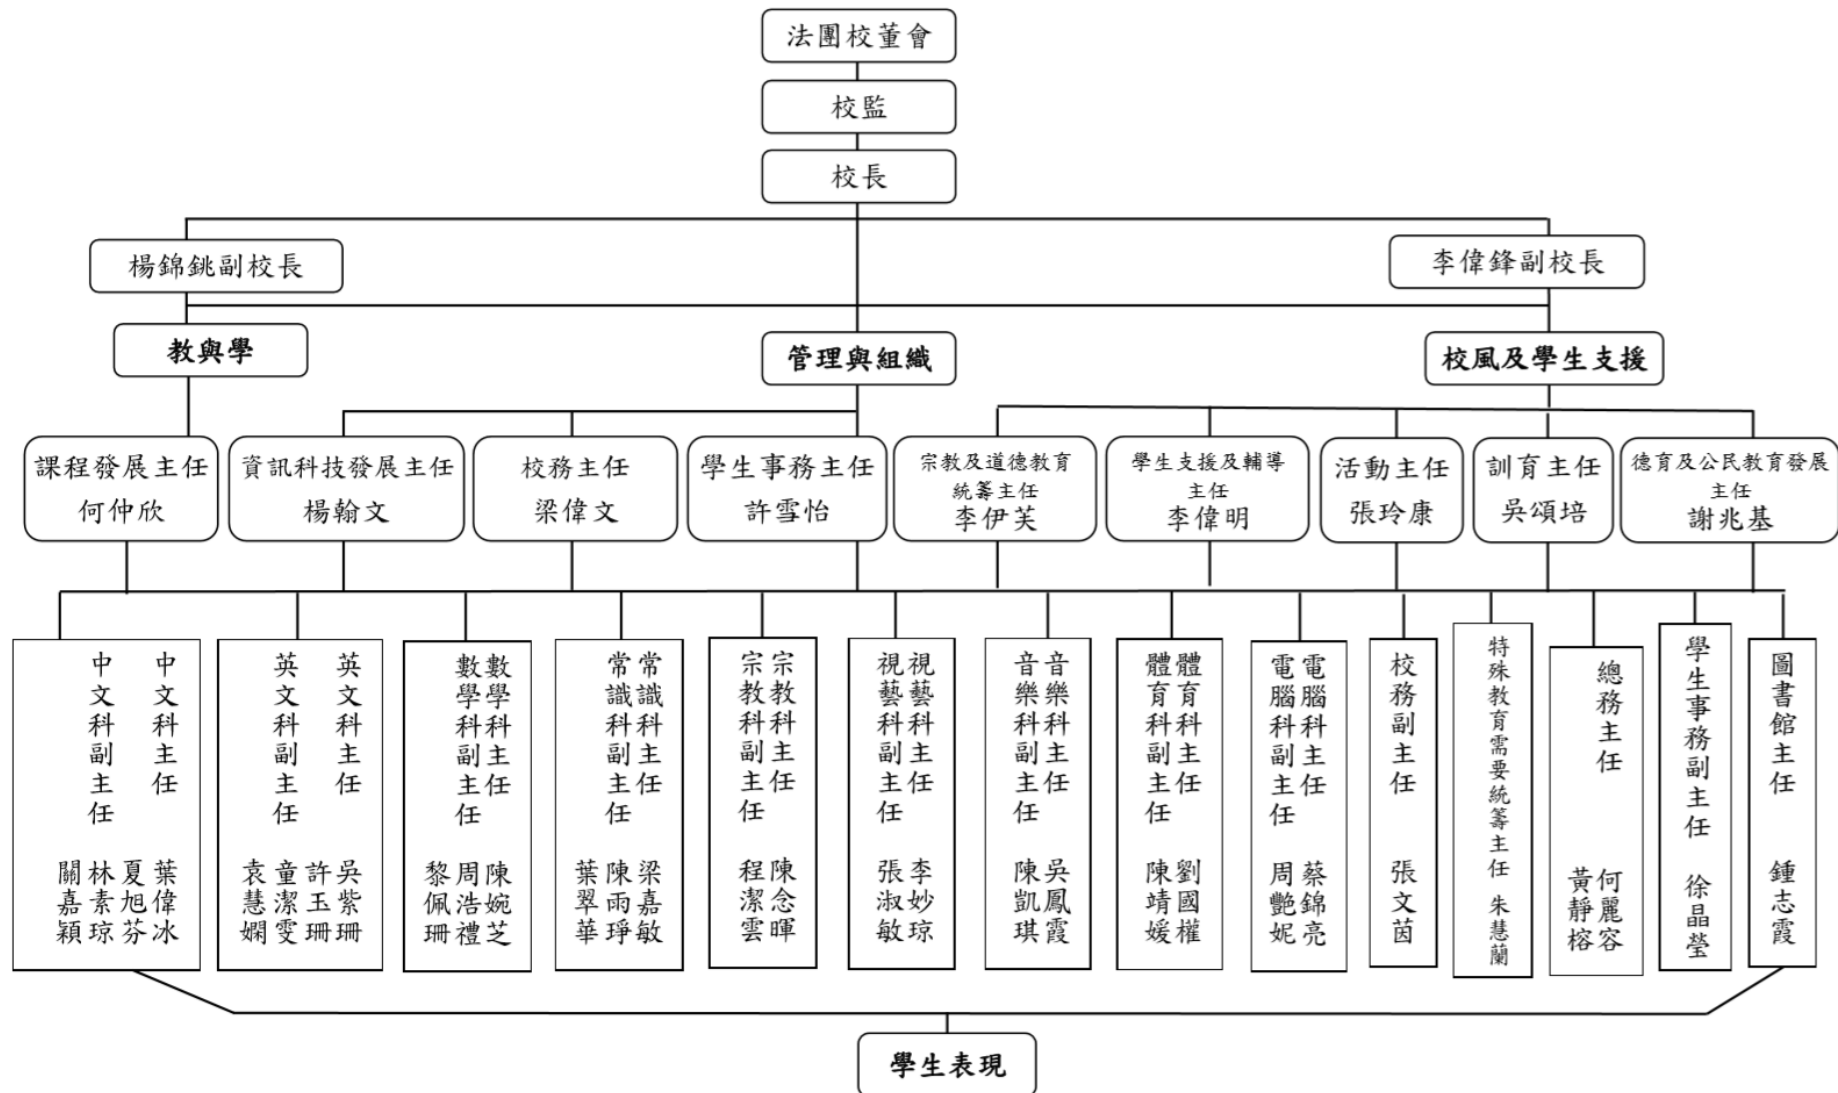 法團校董會
校監
校長
楊錦銚副校長
李偉鋒副校長
教與學
管理與組織
校風及學生支援
課程發展主任
何仲欣
資訊科技發展主任
楊翰文
校務主任
梁偉文
學生事務主任
許雪怡
宗教及道德教育
統籌主任
李伊芙
學生支援及輔導
主任
李偉明
活動主任
張玲康
訓育主任
吳頌培
德育及公民教育發展
主任
謝兆基
中文科主任 葉偉冰
夏旭芬
中文科副主任 林素琼
關嘉穎
英文科主任 吳紫珊
許玉珊
英文科副主任 童潔雯
袁慧嫻
數學科主任 陳婉芝
數學科副主任 周浩禮
黎佩珊
常識科主任 梁嘉敏
常識科副主任 陳雨琤
葉翠華
宗教科主任 陳念暉
宗教科副主任 程潔雲
視藝科主任 李妙琼
視藝科副主任 張淑敏
音樂科主任 吳鳳霞
音樂科副主任 陳凱琪
體育科主任 劉國權
體育科副主任 陳靖媛
電腦科主任 蔡錦亮
電腦科副主任 周艷妮
校務副主任 張文茵
特殊教育需要統籌主任 朱慧蘭
總務主任 何麗容
黃靜榕
學生事務副主任 徐晶瑩
圖書館主任 鍾志霞
學生表現